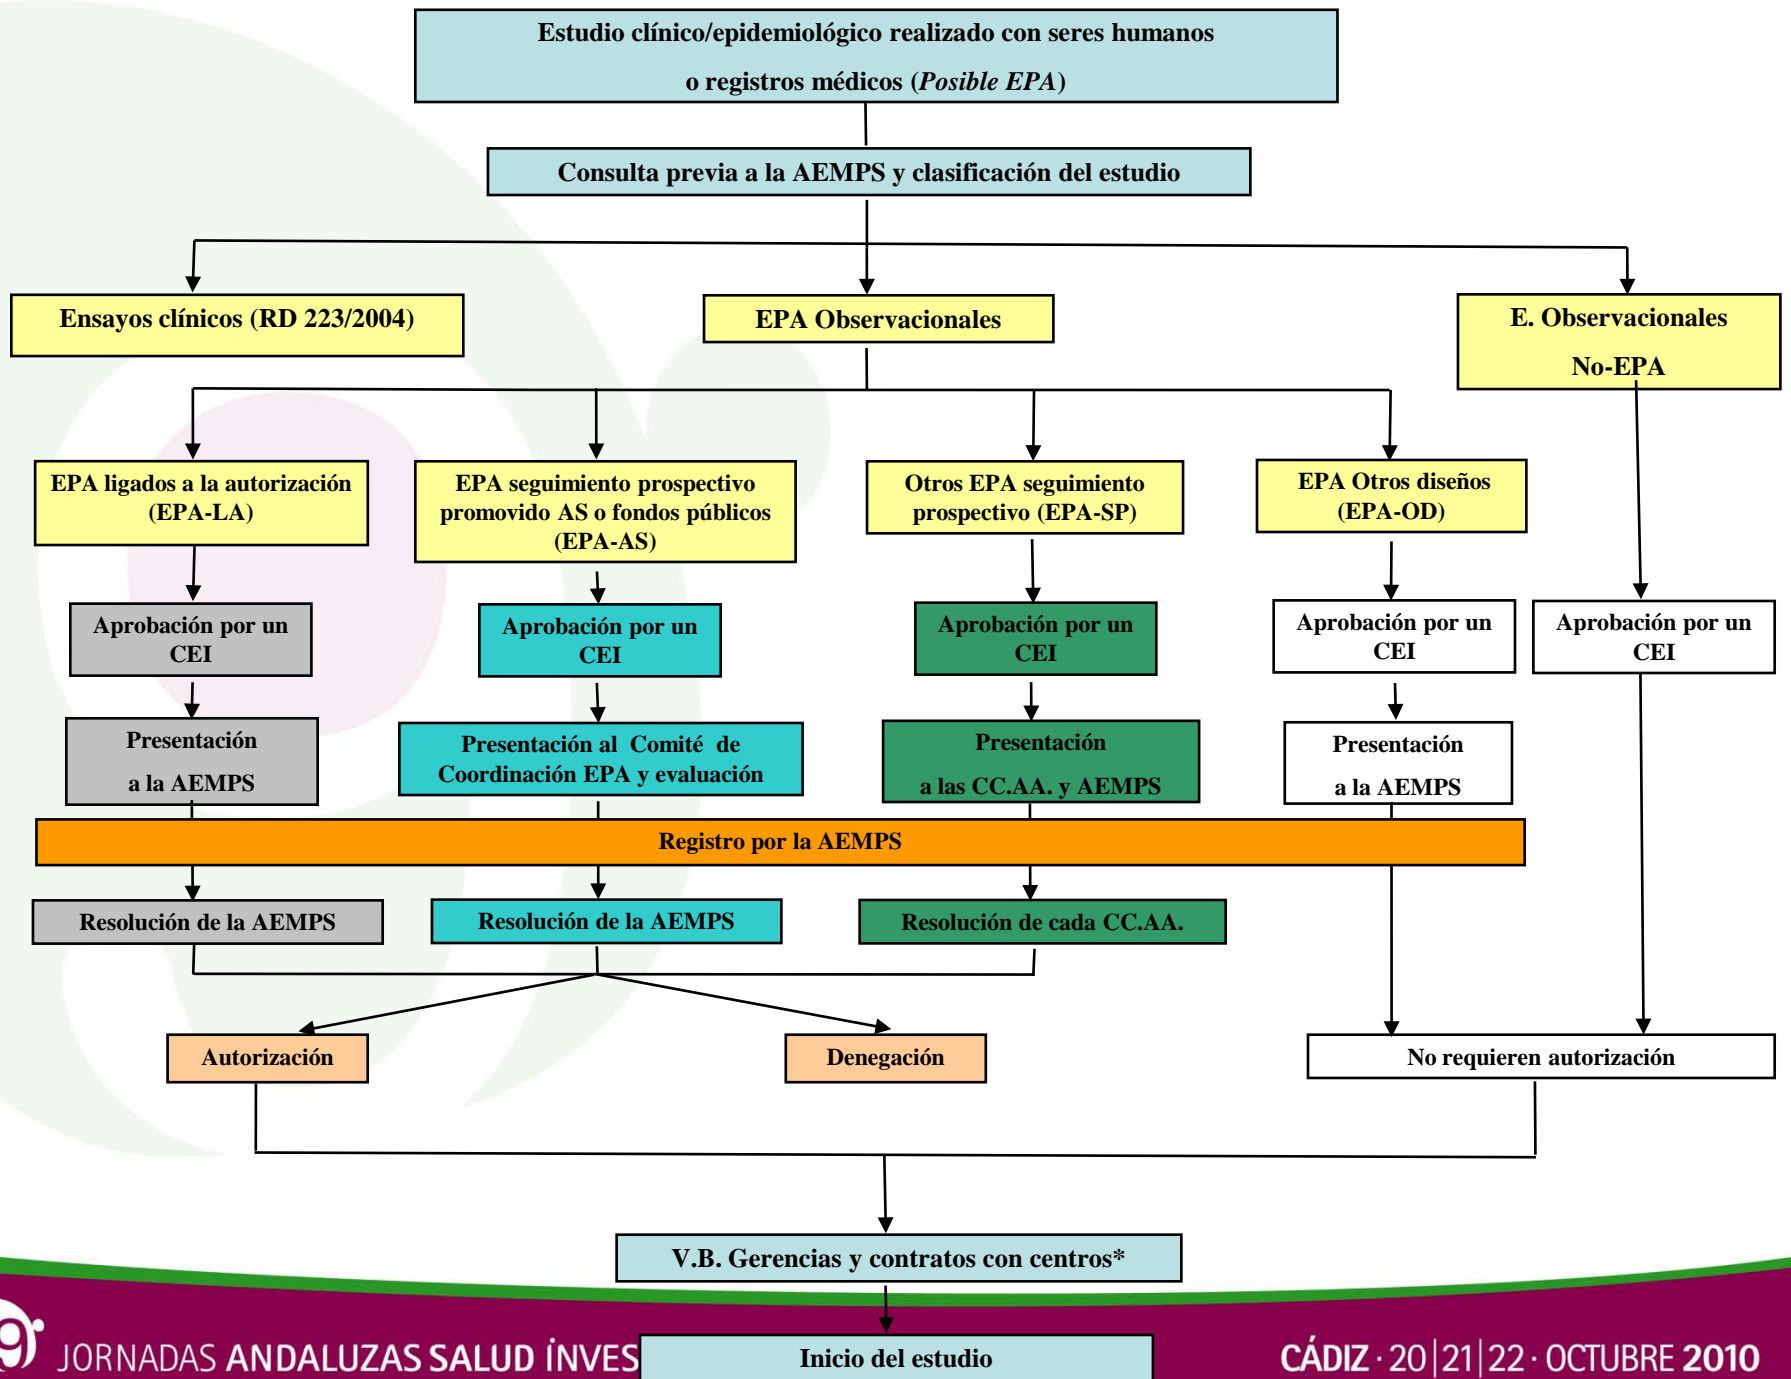 Estudio clínico/epidemiológico realizado con seres humanos
o registros médicos (Posible EPA)
Consulta previa a la AEMPS y clasificación del estudio
Ensayos clínicos (RD 223/2004)
EPA Observacionales
E. Observacionales
No-EPA
EPA ligados a la autorización
(EPA-LA)
EPA seguimiento prospectivo
promovido AS o fondos públicos
(EPA-AS)
Otros EPA seguimiento
prospectivo (EPA-SP)
EPA Otros diseños
(EPA-OD)
Aprobación por un
CEI
Aprobación por un
CEI
Aprobación por un
CEI
Aprobación por un
CEI
Aprobación por un
CEI
Presentación
a la AEMPS
Presentación al Comité de
Coordinación EPA y evaluación
Presentación
a las CC.AA. y AEMPS
Presentación
a la AEMPS
Registro por la AEMPS
Resolución de la AEMPS
Resolución de la AEMPS
Resolución de cada CC.AA.
Autorización
Denegación
No requieren autorización
V.B. Gerencias y contratos con centros*
Inicio del estudio
JORNADAS ANDALUZAS SALUD INVES
CÁDIZ · 20|21|22 · OCTUBRE 2010